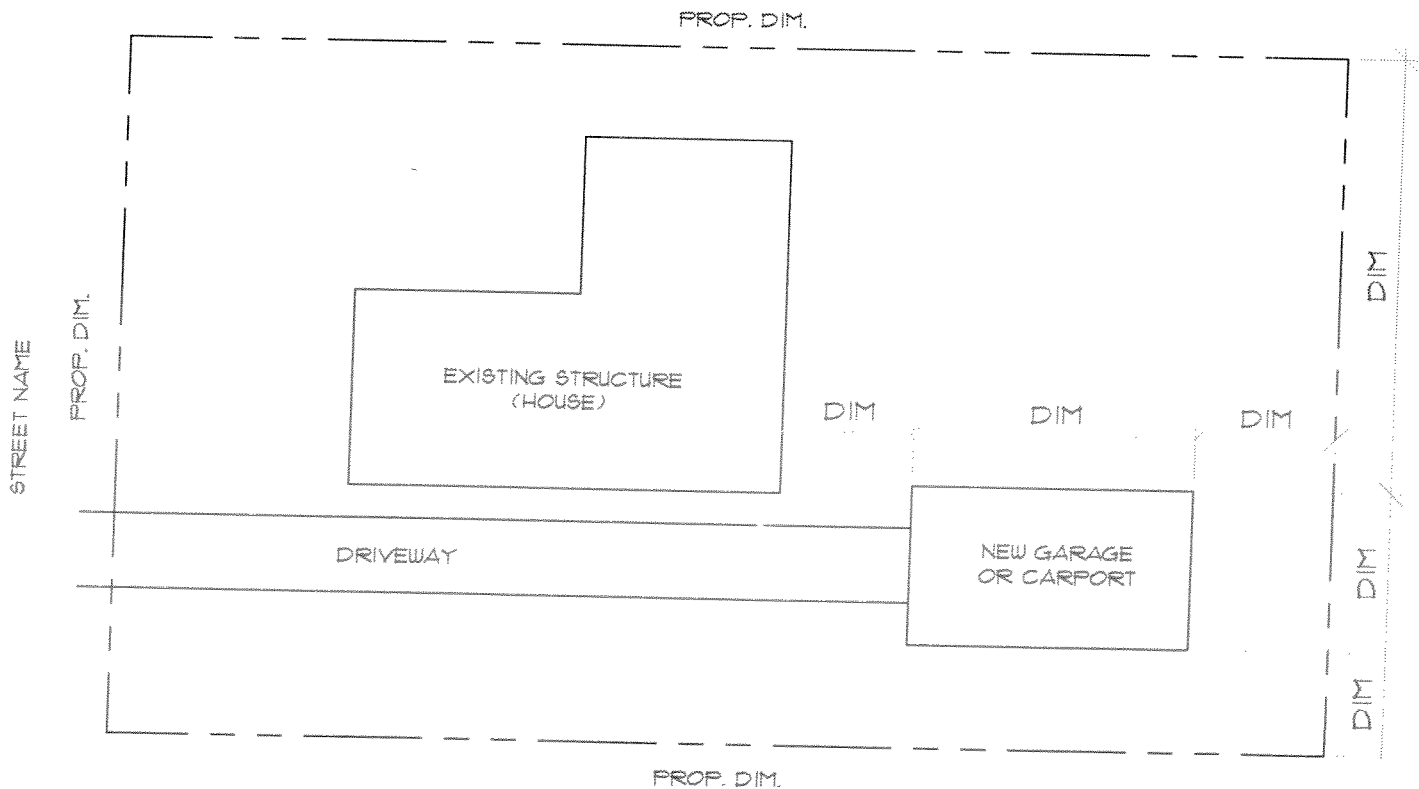 PROP. DIM.
STREET NAME
PROP. DIM.
EXISTING STRUCTURE
(HOUSE)
DIM
DIM
DIM
DIM
DRIVEWAY
NEW GARAGE
OR CARPORT
DIM
DIM
PROP. DIM.